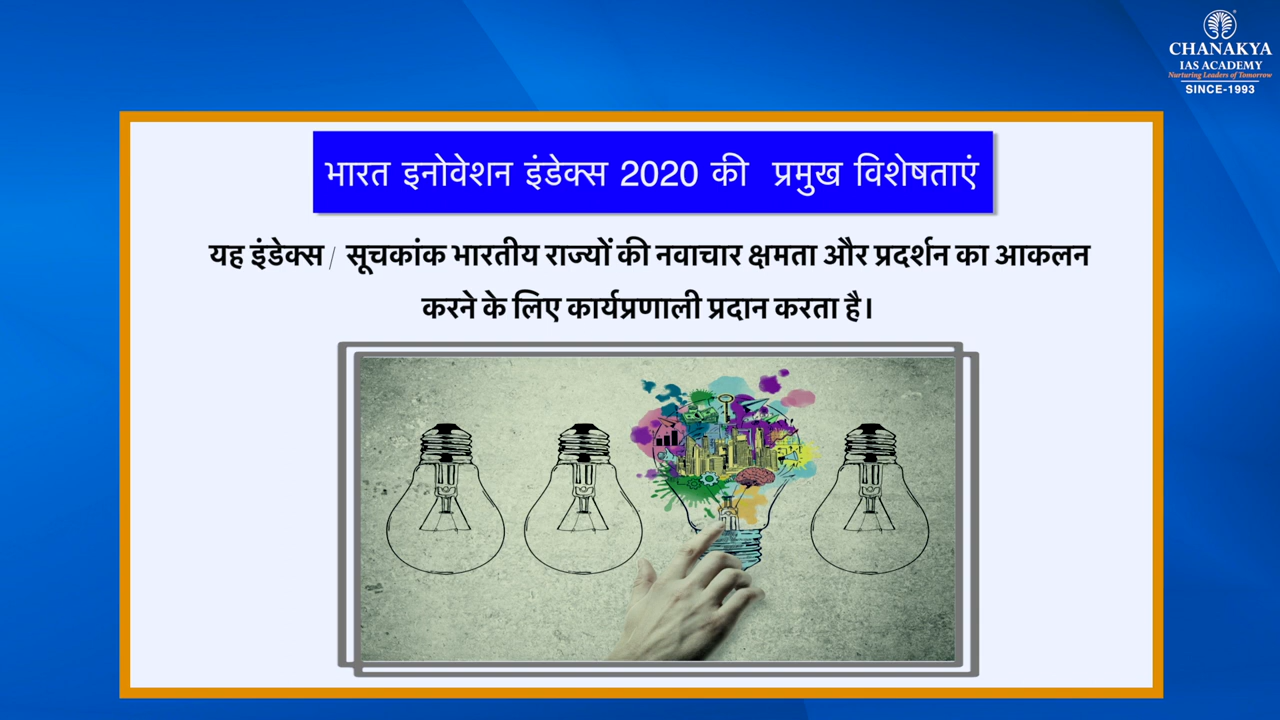 CHANAKYA
IAS ACADEMY
Nurturing Leaders of Tomorrow
SINCE-1993
भारत इनोवेशन इंडेक्स 2020 की प्रमुख विशेषताएं
यह इंडेक्स / सूचकांक भारतीय राज्यों की नवाचार क्षमता और प्रदर्शन का आकलन
करने के लिए कार्यप्रणाली प्रदान करता है।